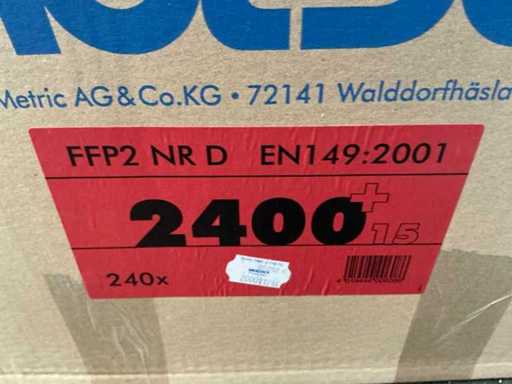 Metric AG & Co.KG • 72141 Walddorfhäsla
FFP2 NR D EN149:2001
2400+
15
240x